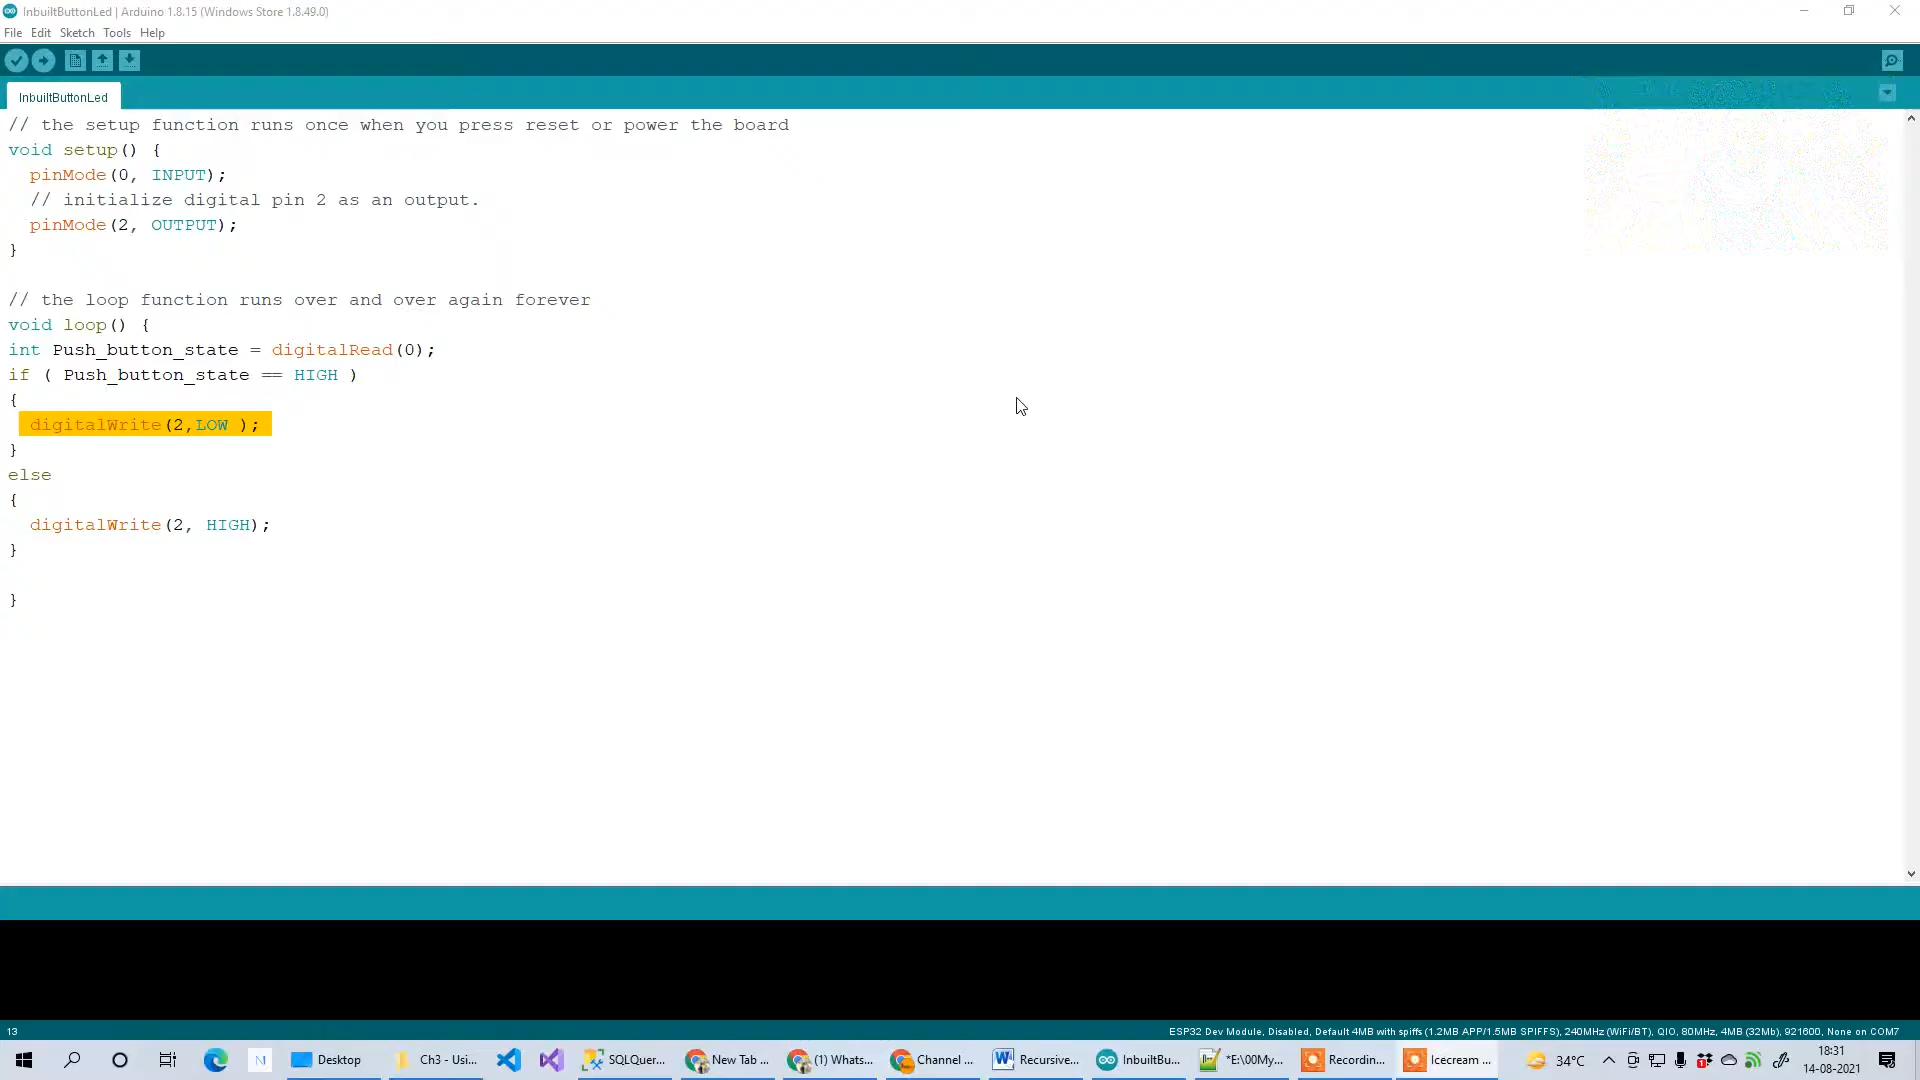 InbuiltButtonLed | Arduino 1.8.15 (Windows Store 1.8.49.0)
File Edit Sketch Tools Help
InbuiltButtonLed
// the setup function runs once when you press reset or power the board
void setup() {
  pinMode(0, INPUT);
  // initialize digital pin 2 as an output.
  pinMode(2, OUTPUT);
}
// the loop function runs over and over again forever
void loop() {
int Push_button_state = digitalRead(0);
if ( Push_button_state == HIGH )
{
  digitalWrite(2,LOW );
}
else
{
  digitalWrite(2, HIGH);
}
}
13 ESP32 Dev Module, Disabled, Default 4MB with spiffs (1.2MB APP/1.5MB SPIFFS), 240MHz (WiFi/BT), QIO, 80MHz, 4MB (32Mb), 921600, None on COM7
N Desktop Ch3 - Usi... SQLQuer... New Tab ... (1) Whats... Channel ... Recursive... InbuiltBu... *E:\00My... Recordin... Icecream ... 34°C 18:31
14-08-2021